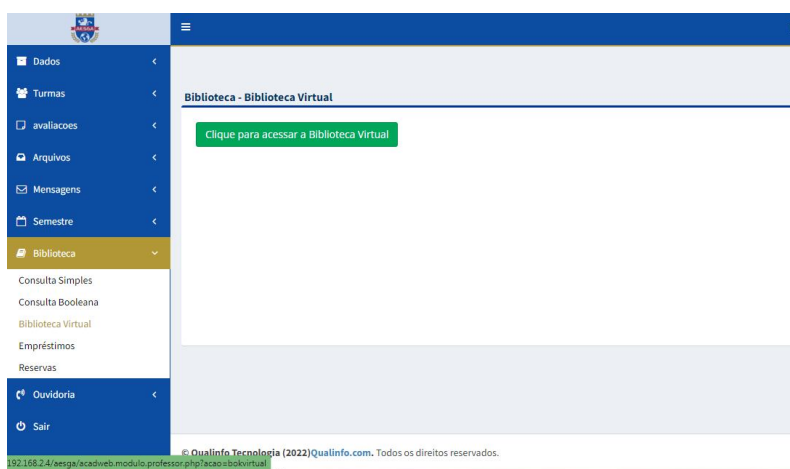 AESGA
Dados
Turmas
avaliacoes
Arquivos
Mensagens
Semestre
Biblioteca
Consulta Simples
Consulta Booleana
Biblioteca Virtual
Empréstimos
Reservas
Ouvidoria
Sair
192.168.2.4/aesga/acadweb.modulo.professor.php?acao=bokvirtual
Biblioteca - Biblioteca Virtual
Clique para acessar a Biblioteca Virtual
© Qualinfo Tecnologia (2022)Qualinfo.com. Todos os direitos reservados.